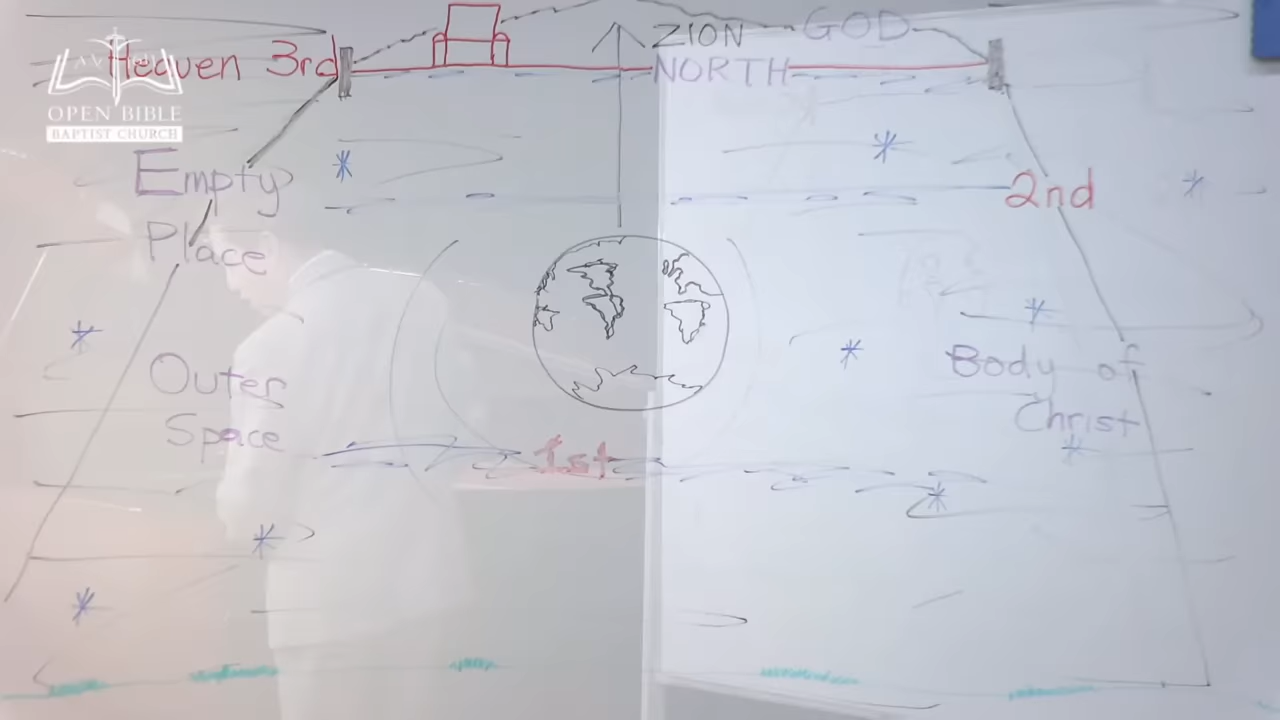 Heaven 3rd
ZION GOD
NORTH
OPEN BIBLE
BAPTIST CHURCH
Empty
Place
2nd
Outer
Space
Body of
Christ
1st